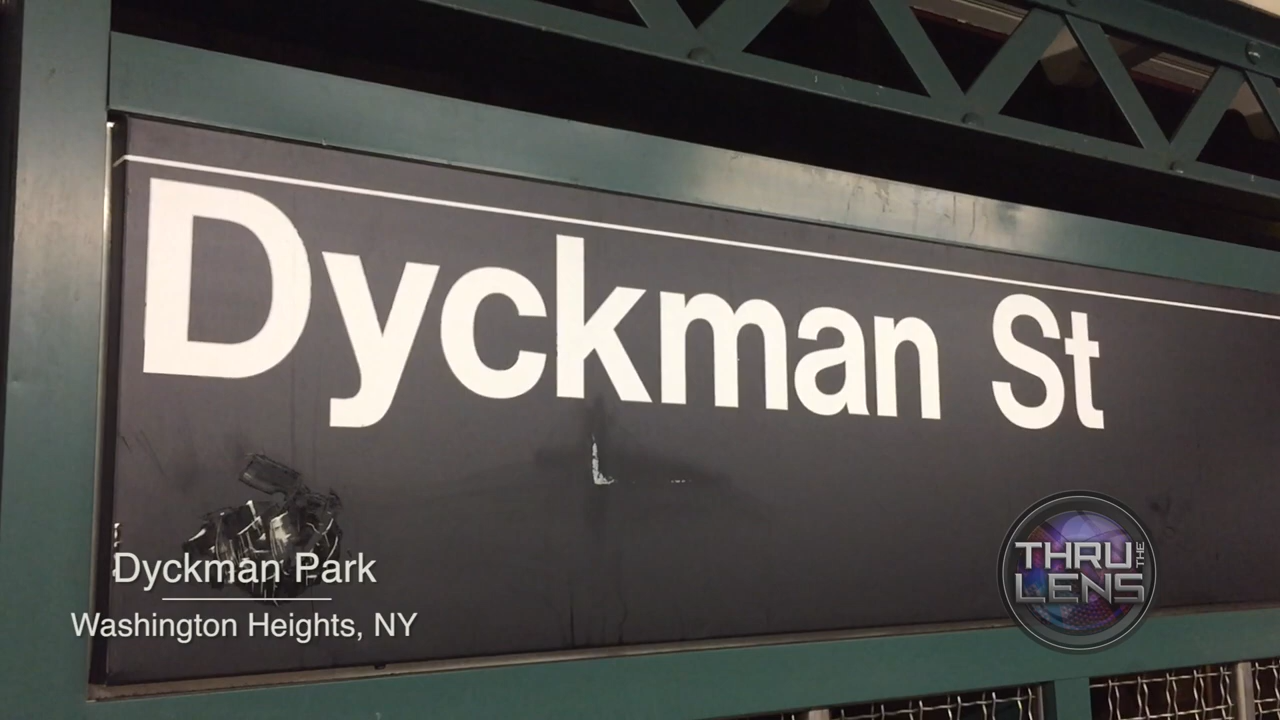 Dyckman St
Dyckman Park
Washington Heights, NY
THRU THE
LENS